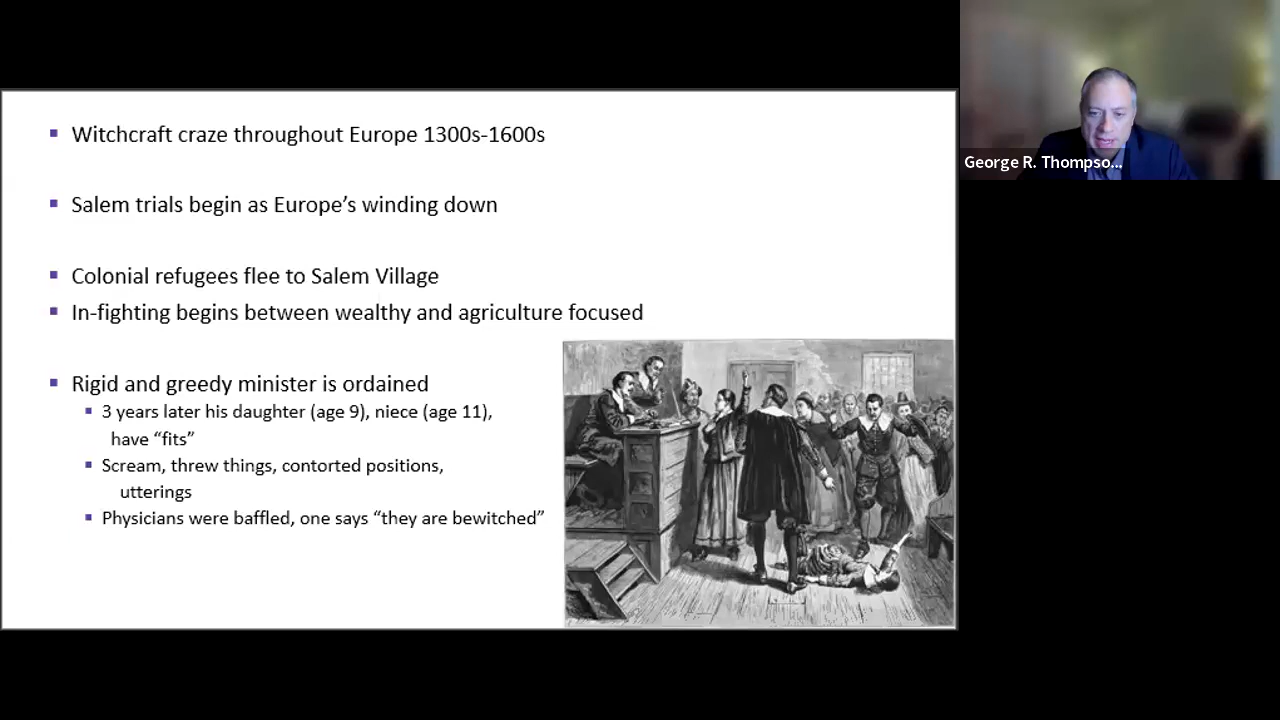 Witchcraft craze throughout Europe 1300s-1600s
Salem trials begin as Europe’s winding down
Colonial refugees flee to Salem Village
In-fighting begins between wealthy and agriculture focused
Rigid and greedy minister is ordained
3 years later his daughter (age 9), niece (age 11),
have “fits”
Scream, threw things, contorted positions,
utterings
Physicians were baffled, one says “they are bewitched”
George R. Thompso...